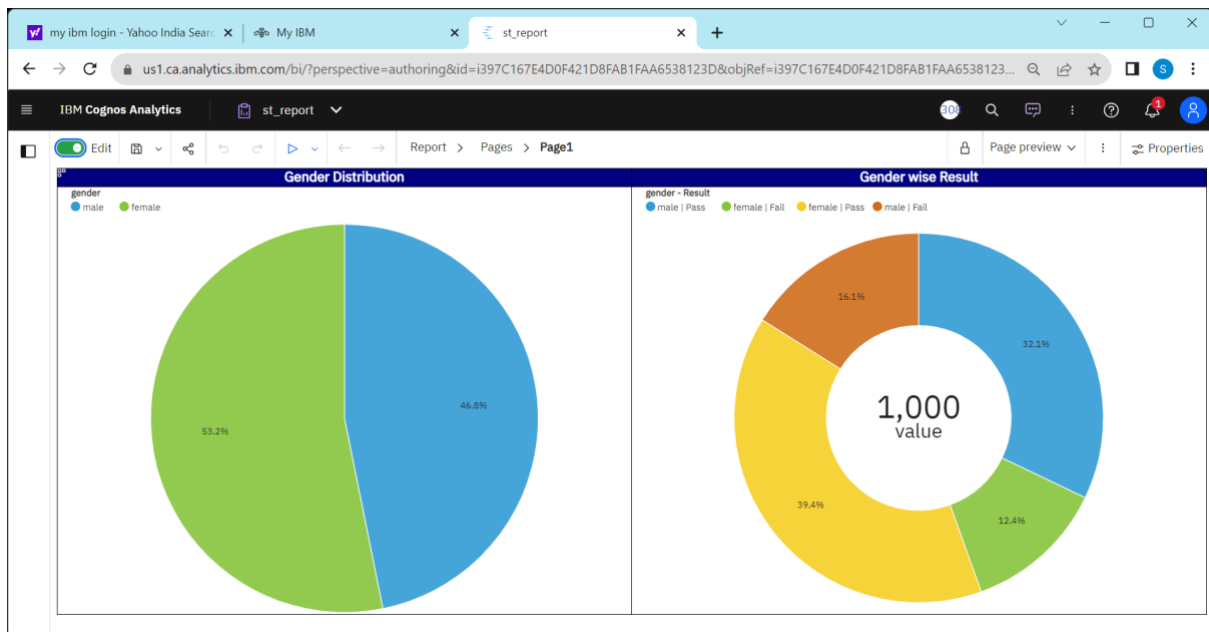 my ibm login - Yahoo India Searc
My IBM
st_report
us1.ca.analytics.ibm.com/bi/?perspective=authoring&id=i397C167E4D0F421D8FAB1FAA6538123D&objRef=i397C167E4D0F421D8FAB1FAA6538123...
S
IBM Cognos Analytics
st_report
308
1
Edit
Report > Pages > Page1
Page preview
Properties
Gender Distribution
gender
male female
46.8%
53.2%
Gender wise Result
gender - Result
male | Pass female | Fail female | Pass male | Fail
16.1%
32.1%
1,000
value
39.4%
12.4%